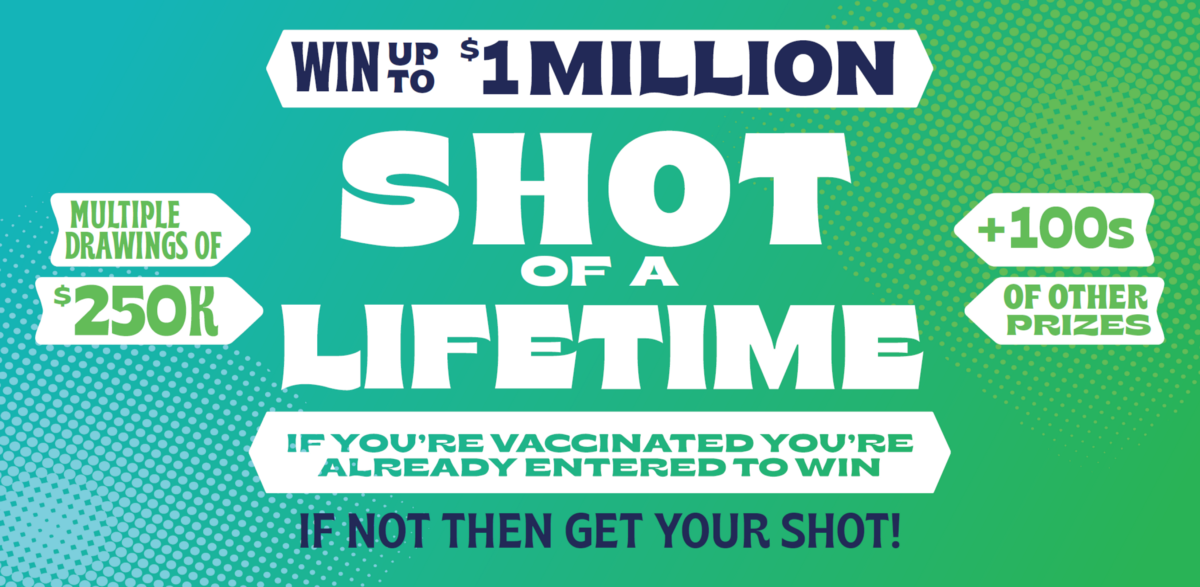 WIN UP TO $1 MILLION
SHOT
OF A
LIFETIME
MULTIPLE
DRAWINGS OF
$250K
+100s
OF OTHER
PRIZES
IF YOU'RE VACCINATED YOU'RE
ALREADY ENTERED TO WIN
IF NOT THEN GET YOUR SHOT!